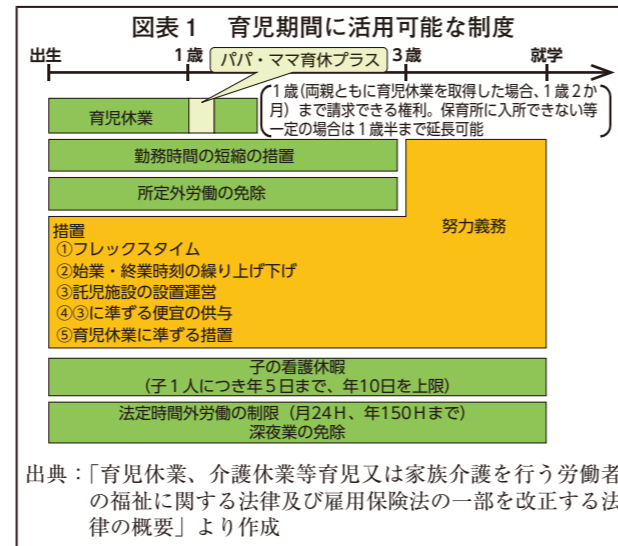 図表1 育児期間に活用可能な制度
出生 1歳 パパ・ママ育休プラス 3歳 就学
育児休業
1歳(両親ともに育児休業を取得した場合、1歳2か
月)まで請求できる権利。保育所に入所できない等
一定の場合は1歳半まで延長可能
勤務時間の短縮の措置
所定外労働の免除
努力義務
措置
①フレックスタイム
②始業・終業時刻の繰り上げ下げ
③託児施設の設置運営
④③に準ずる便宜の供与
⑤育児休業に準ずる措置
子の看護休暇
(子1人につき年5日まで、年10日を上限)
法定時間外労働の制限(月24H、年150Hまで)
深夜業の免除
出典:「育児休業、介護休業等育児又は家族介護を行う労働者
の福祉に関する法律及び雇用保険法の一部を改正する法
律の概要」より作成